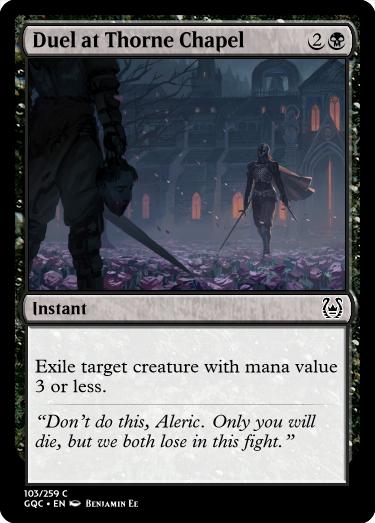 Duel at Thorne Chapel 2
Instant
Exile target creature with mana value
3 or less.
“Don’t do this, Aleric. Only you will
die, but we both lose in this fight.”
103/259 C
GQC • EN Benjamin Ee